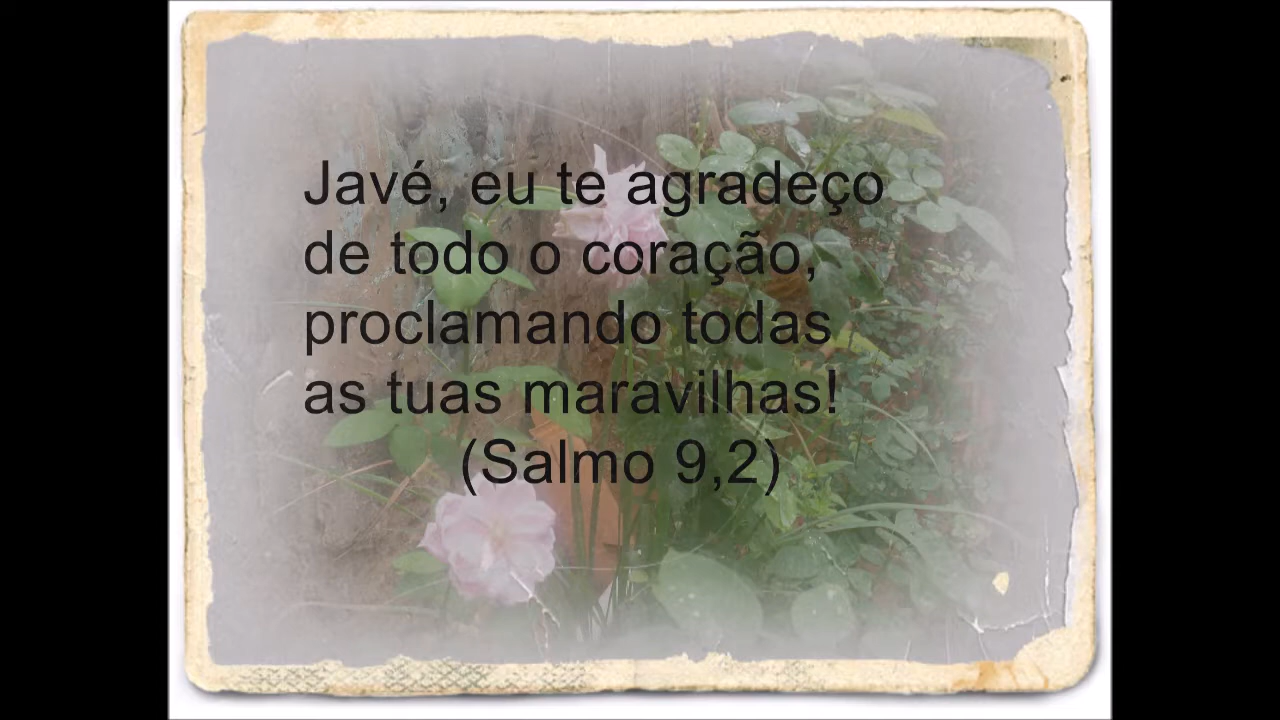 Javé, eu te agradeço
de todo o coração,
proclamando todas
as tuas maravilhas!
(Salmo 9,2)